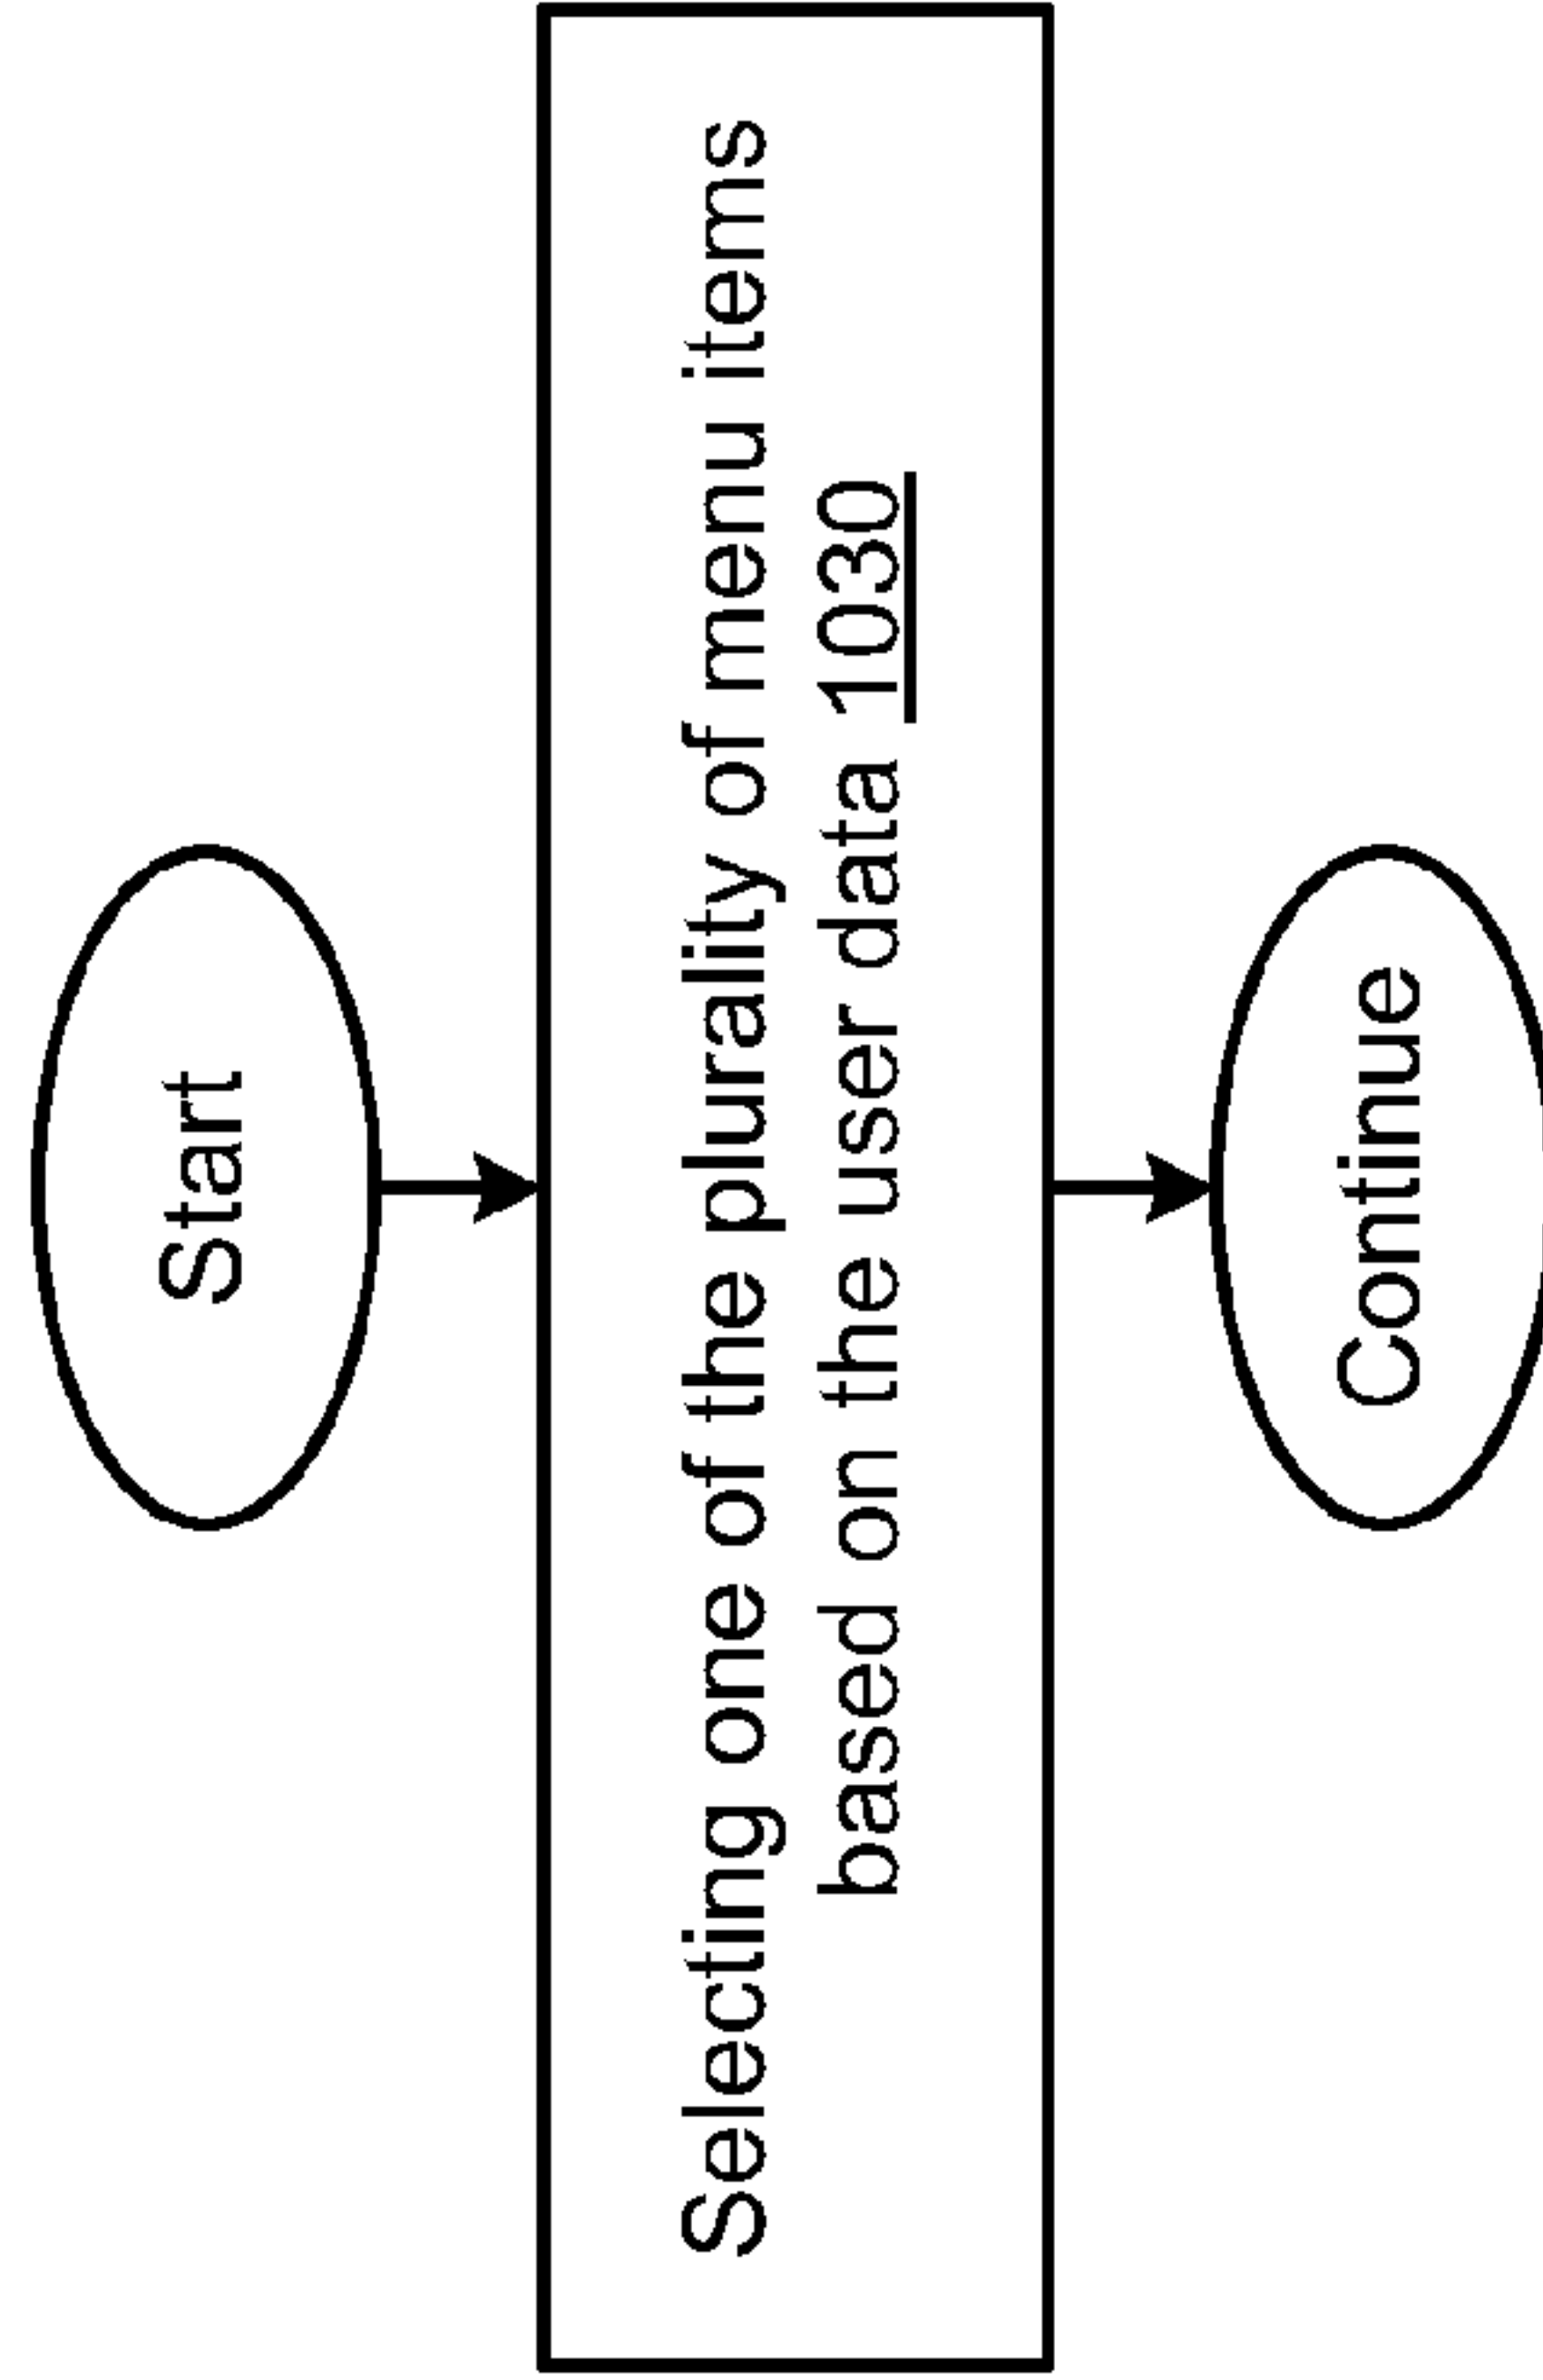 Start
Selecting one of the plurality of menu items
based on the user data 1030
Continue